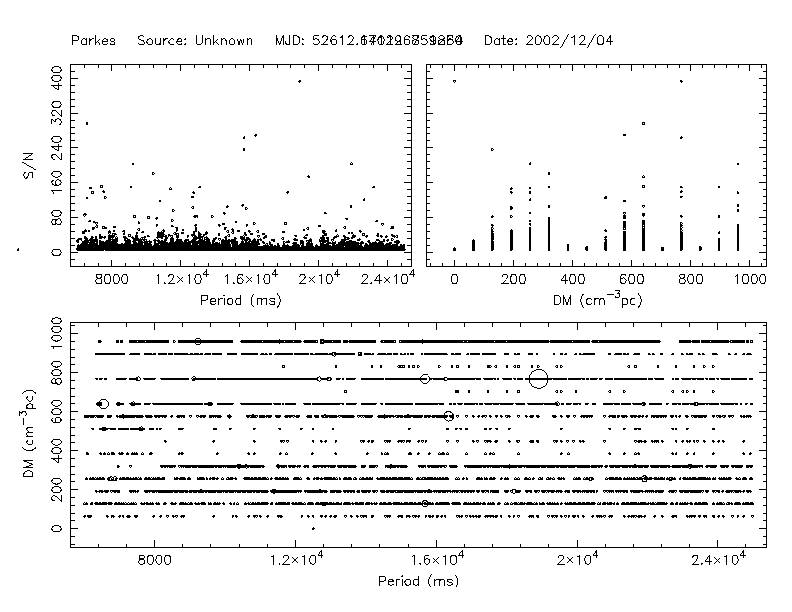 Parkes Source: Unknown MJD: Date: 2002/12/04
400
320
240
160
80
0
S/N
8000 1.2×10⁴ 1.6×10⁴ 2×10⁴ 2.4×10⁴
Period (ms)
0 200 400 600 800 1000
DM (cm⁻³pc)
1000
800
600
400
200
0
DM (cm⁻³pc)
8000 1.2×10⁴ 1.6×10⁴ 2×10⁴ 2.4×10⁴
Period (ms)